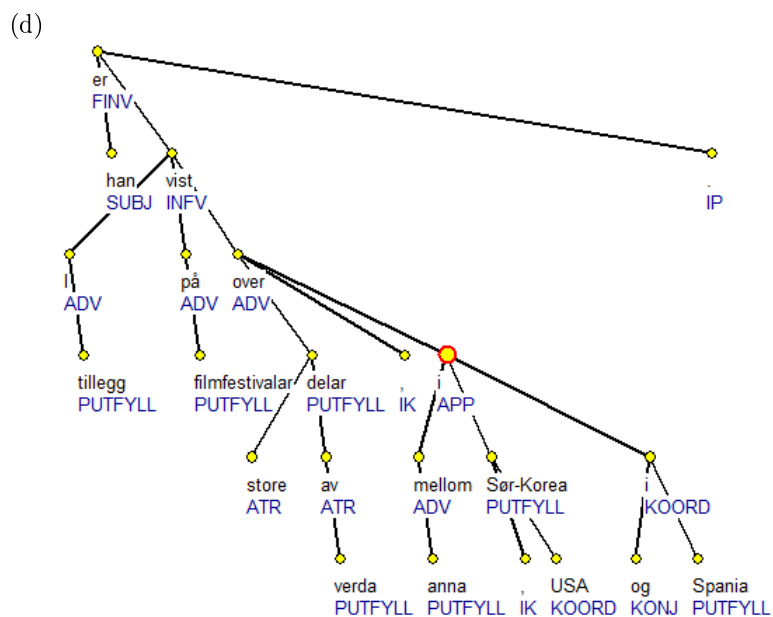 (d)
er
FINV
han vist .
SUBJ INFV IP
I på over
ADV ADV ADV
tillegg filmfestivalar delar , i
PUTFYLL PUTFYLL PUTFYLL IK APP
store av mellom Sør-Korea i
ATR ATR ADV PUTFYLL KOORD
verda anna , USA og Spania
PUTFYLL PUTFYLL IK KOORD KONJ PUTFYLL